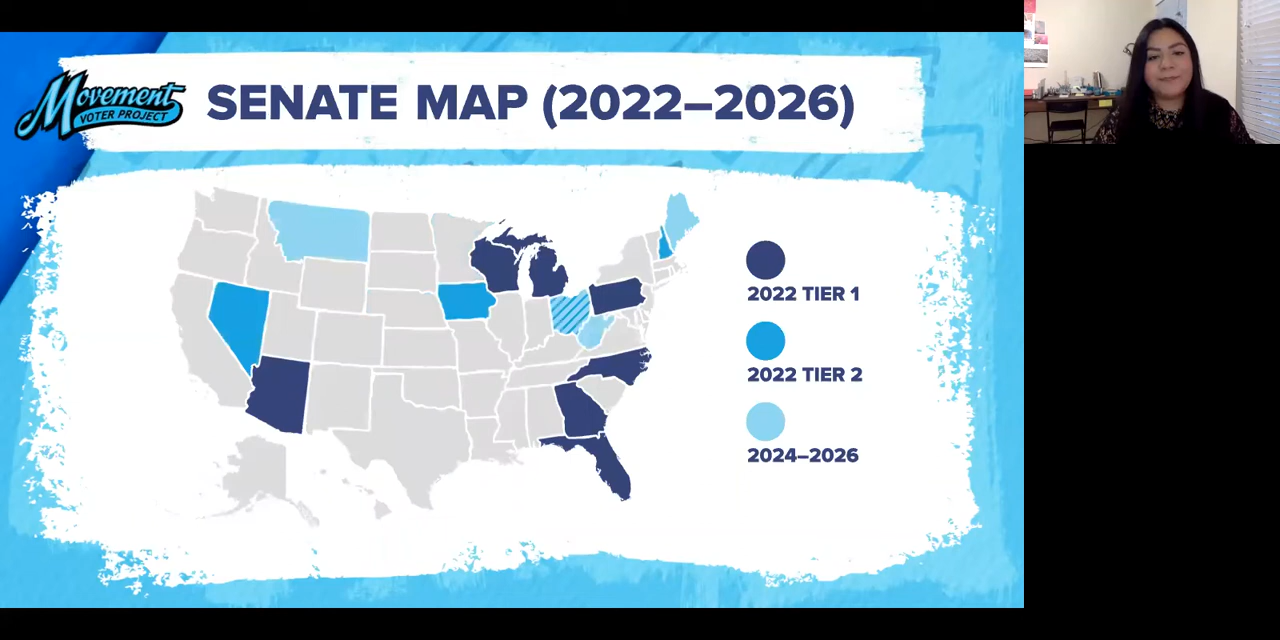 Movement
VOTER PROJECT
SENATE MAP (2022–2026)
2022 TIER 1
2022 TIER 2
2024–2026